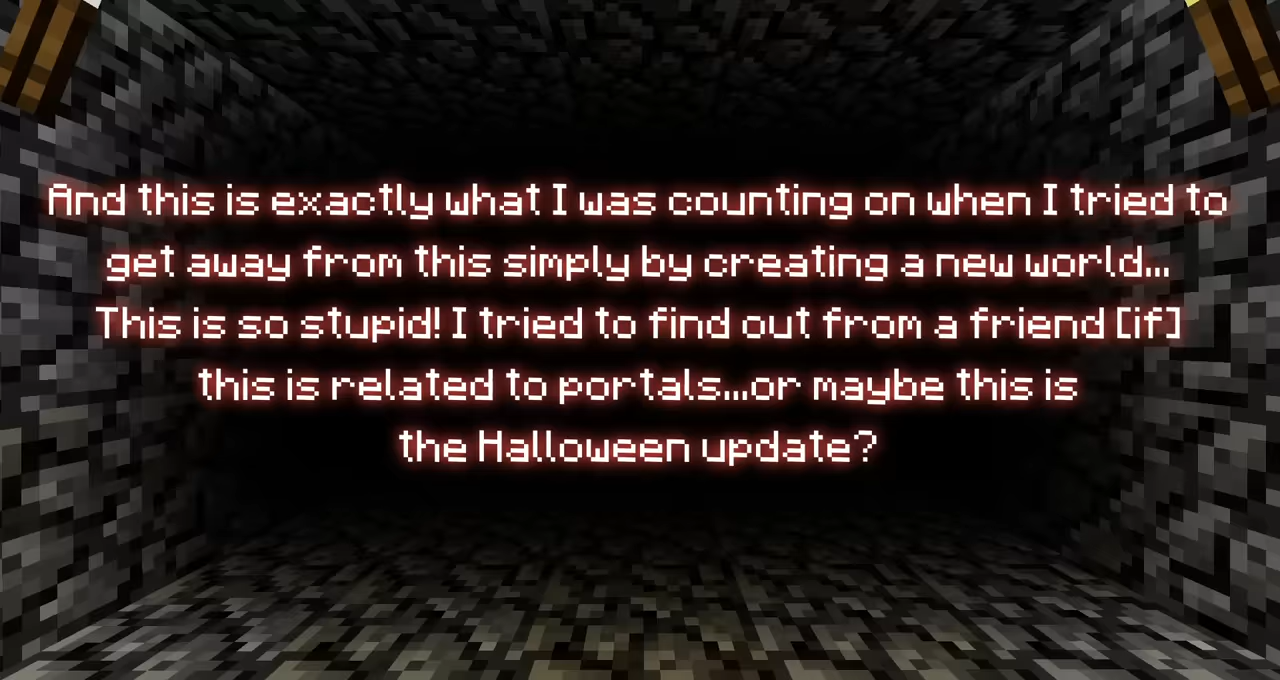 And this is exactly what I was counting on when I tried to
get away from this simply by creating a new world...
This is so stupid! I tried to find out from a friend [if]
this is related to portals...or maybe this is
the Halloween update?